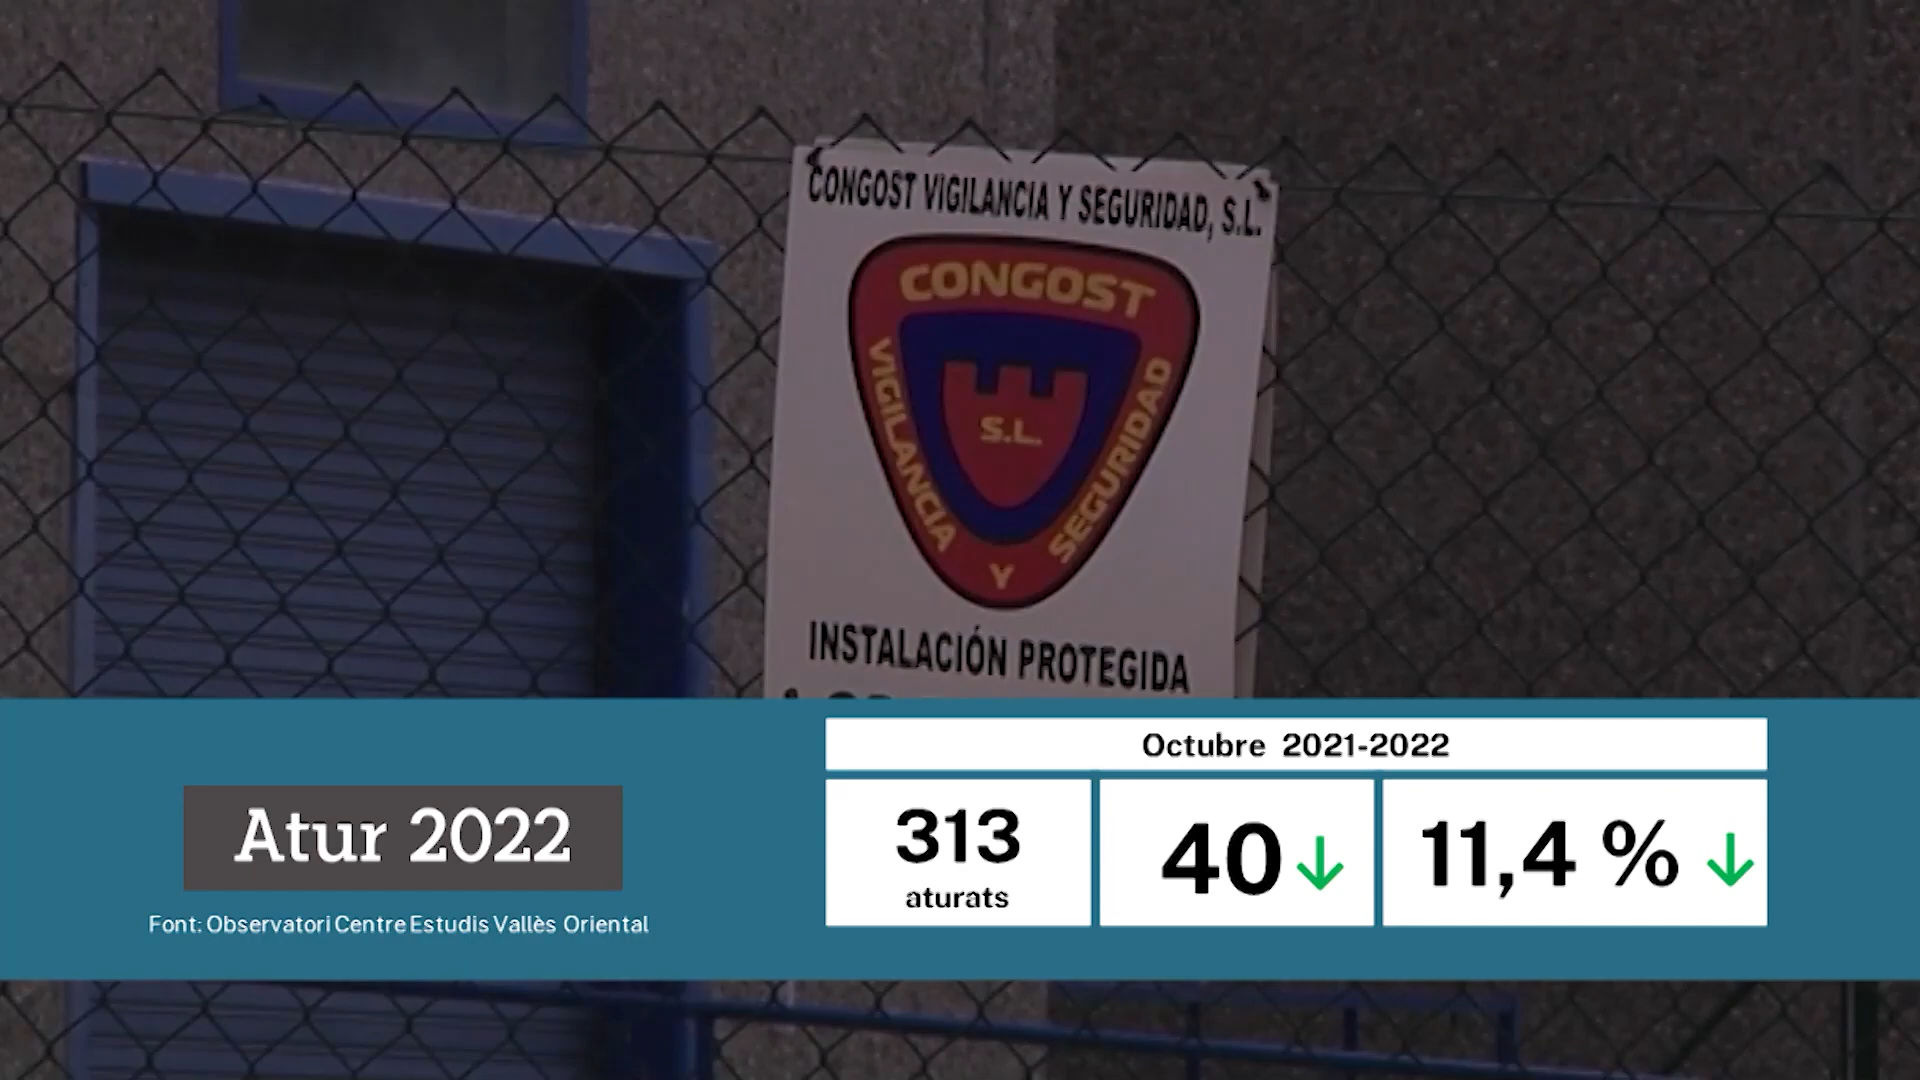 CONGOST VIGILANCIA Y SEGURIDAD, S.L.
CONGOST
VIGILANCIA
Y
SEGURIDAD
S.L.
INSTALACIÓN PROTEGIDA
Octubre 2021-2022
Atur 2022
313
aturats
40
11,4 %
Font: Observatori Centre Estudis Vallès Oriental